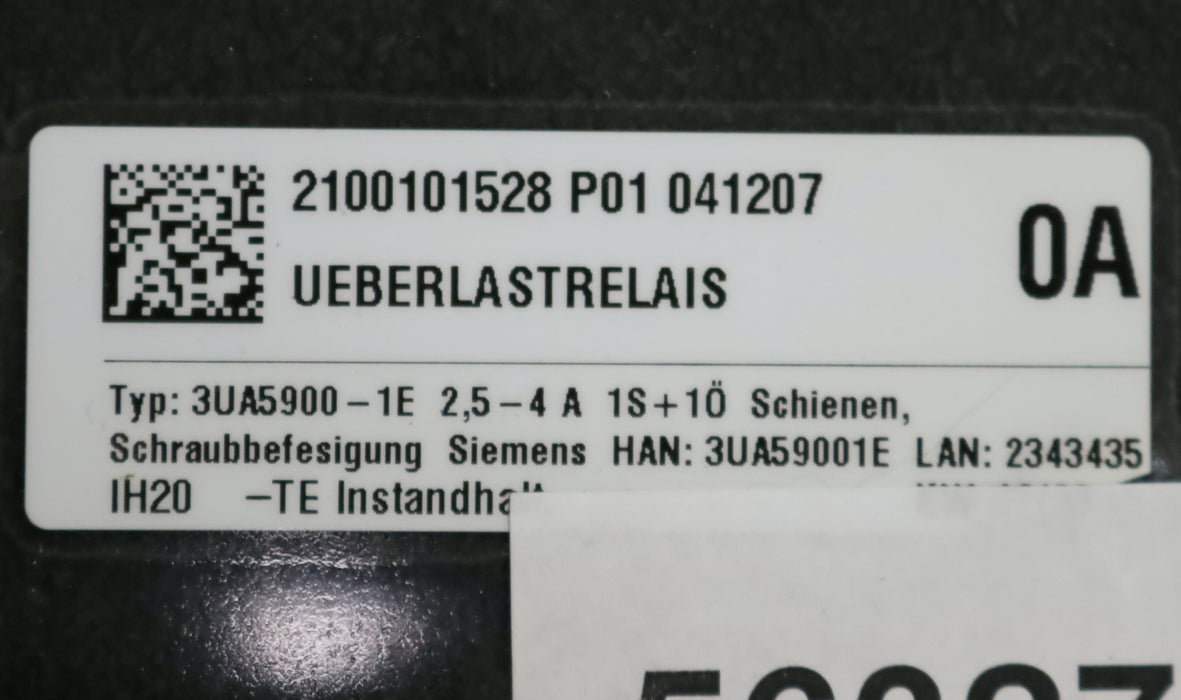 2100101528 P01 041207
0A
UEBERLASTRELAIS
Typ: 3UA5900–1E 2,5–4 A 1S+1Ö Schienen,
Schraubbefesigung Siemens HAN: 3UA59001E LAN: 2343435
IH20 –TE